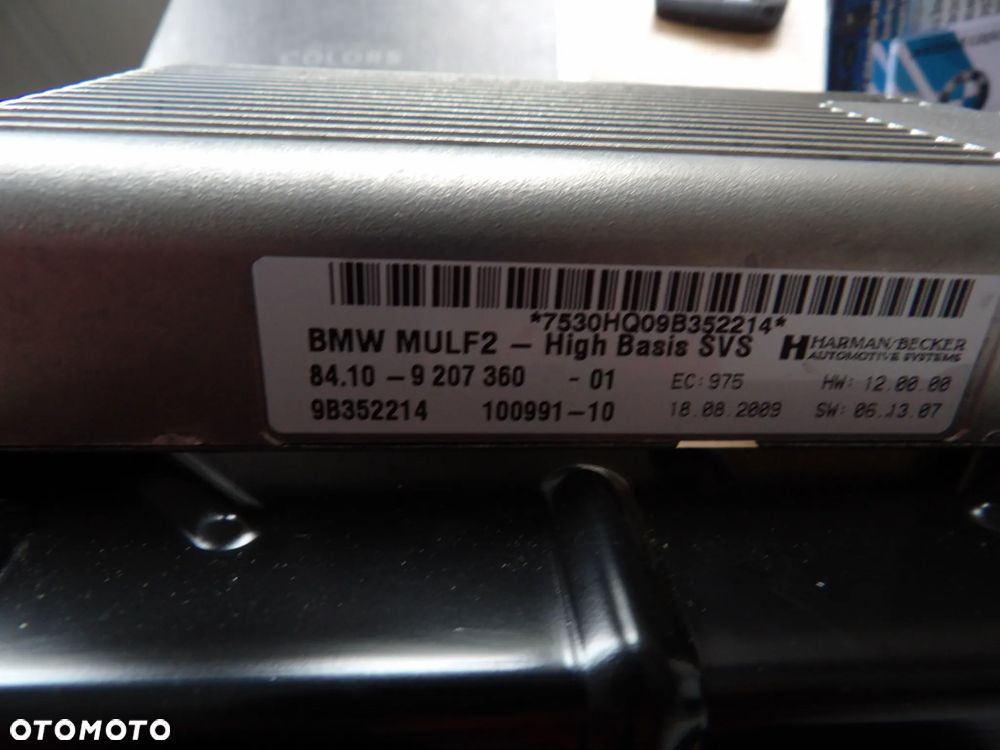 COLORS
*7530HQ09B352214*
BMW MULF2 – High Basis SVS HARMAN/BECKER
AUTOMOTIVE SYSTEMS
84.10 – 9 207 360 - 01 EC: 975 HW: 12.00.00
9B352214 100991–10 18.08.2009 SW: 06.13.07
OTOMOTO